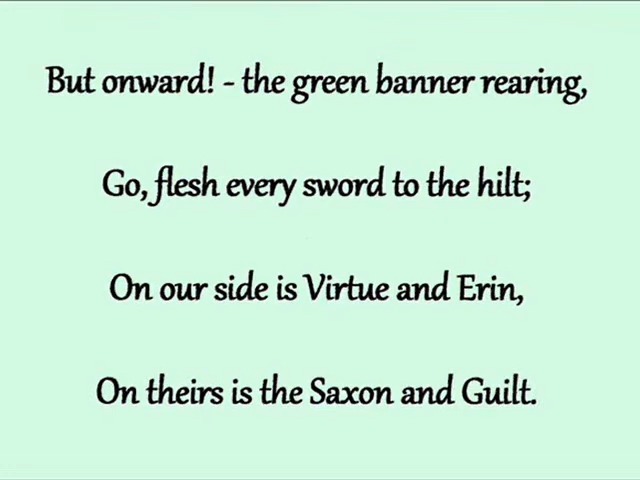 But onward! - the green banner rearing,
Go, flesh every sword to the hilt;
On our side is Virtue and Erin,
On theirs is the Saxon and Guilt.